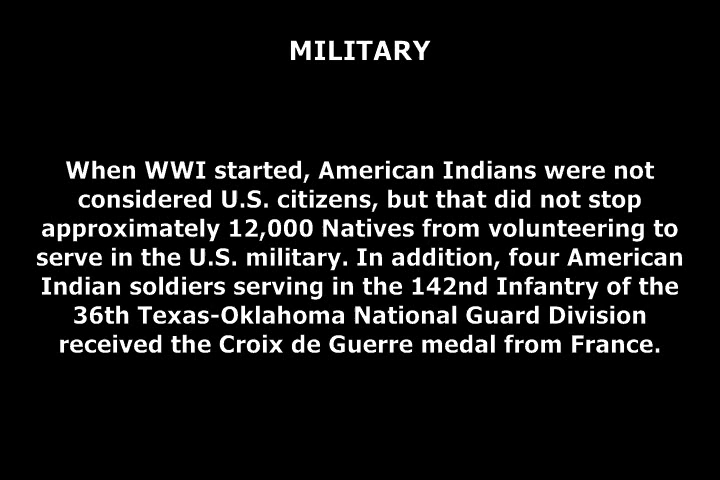 MILITARY
When WWI started, American Indians were not
considered U.S. citizens, but that did not stop
approximately 12,000 Natives from volunteering to
serve in the U.S. military. In addition, four American
Indian soldiers serving in the 142nd Infantry of the
36th Texas-Oklahoma National Guard Division
received the Croix de Guerre medal from France.